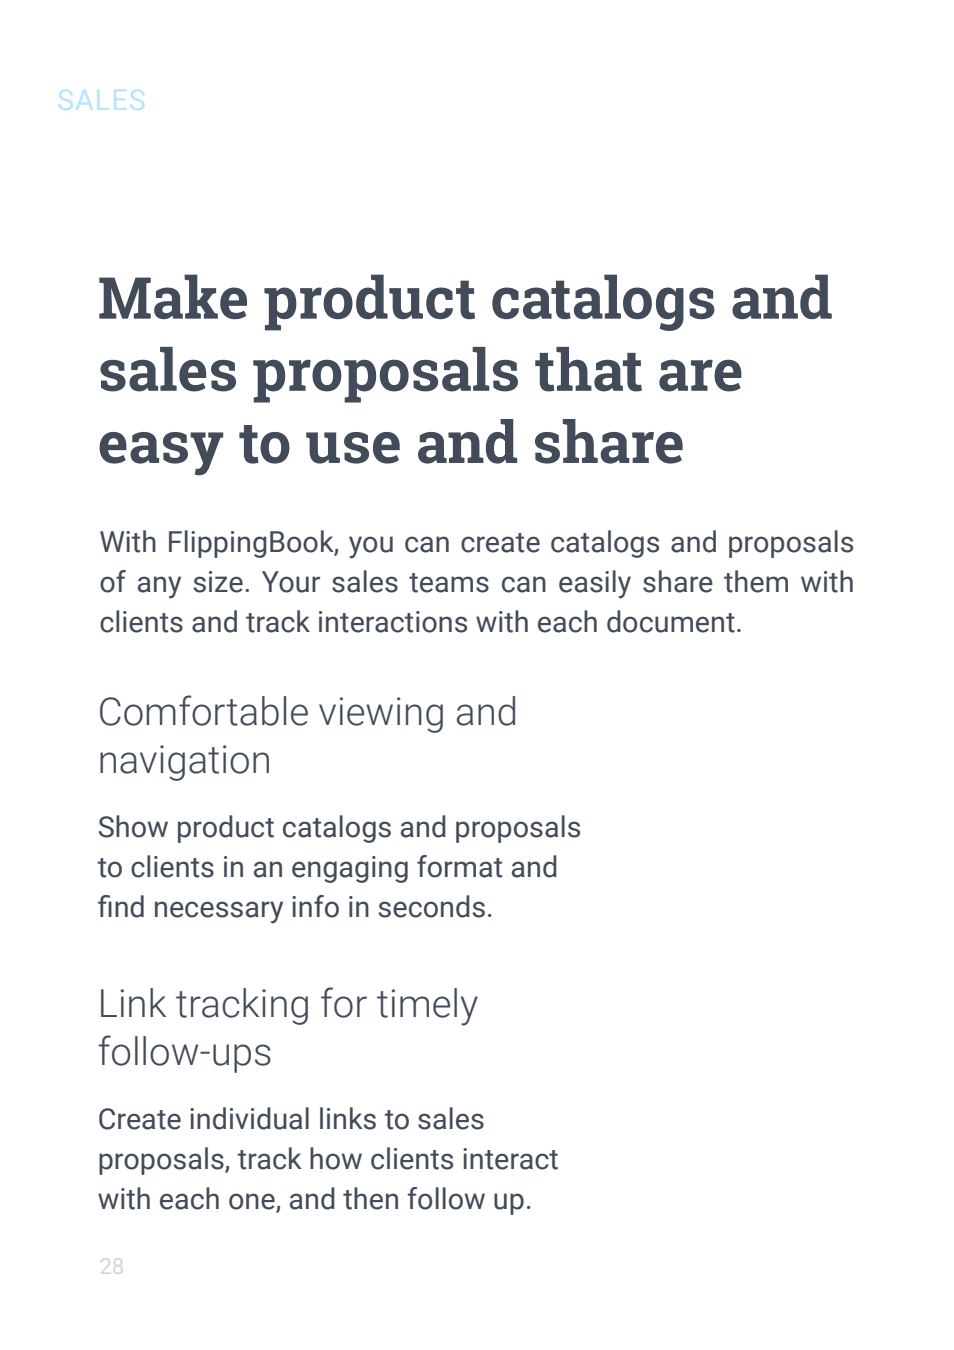 SALES
Make product catalogs and
sales proposals that are
easy to use and share
With FlippingBook, you can create catalogs and proposals
of any size. Your sales teams can easily share them with
clients and track interactions with each document.
Comfortable viewing and
navigation
Show product catalogs and proposals
to clients in an engaging format and
find necessary info in seconds.
Link tracking for timely
follow-ups
Create individual links to sales
proposals, track how clients interact
with each one, and then follow up.
28